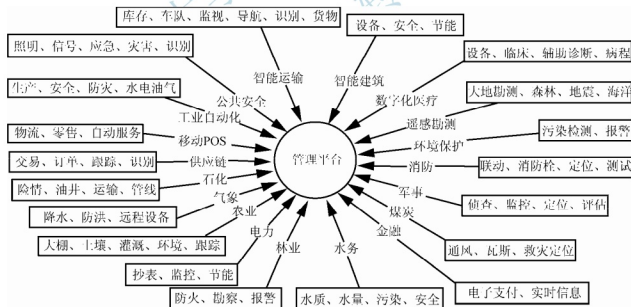 库存、车队、监视、导航、识别、货物
设备、安全、节能
照明、信号、应急、灾害、识别
设备、临床、辅助诊断、病程
智能运输
智能建筑
生产、安全、防灾、水电油气
公共安全
数字化医疗
大地勘测、森林、地震、海洋
工业自动化
遥感勘测
物流、零售、自动服务
移动POS
环境保护
污染检测、报警
交易、订单、跟踪、识别
供应链
管理平台
消防
联动、消防栓、定位、测试
险情、油井、运输、管线
石化
军事
侦查、监控、定位、评估
降水、防洪、远程设备
气象
煤炭
大棚、土壤、灌溉、环境、跟踪
农业
金融
通风、瓦斯、救灾定位
电力
林业
水务
抄表、监控、节能
电子支付、实时信息
防火、勘察、报警
水质、水量、污染、安全